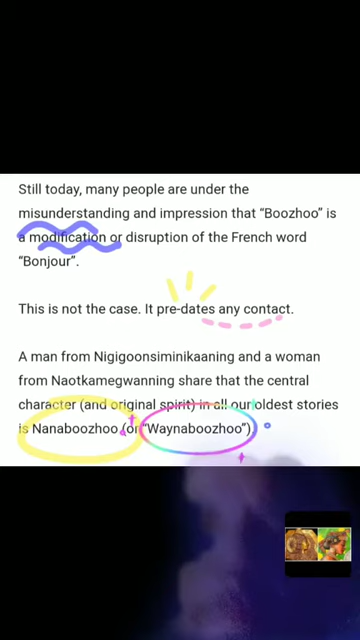 Still today, many people are under the
misunderstanding and impression that “Boozhoo” is
a modification or disruption of the French word
“Bonjour”.
This is not the case. It pre-dates any contact.
A man from Nigigoonsiminikaaning and a woman
from Naotkamegwanning share that the central
character (and original spirit) in all our oldest stories
is Nanaboozhoo (or “Waynaboozhoo”).